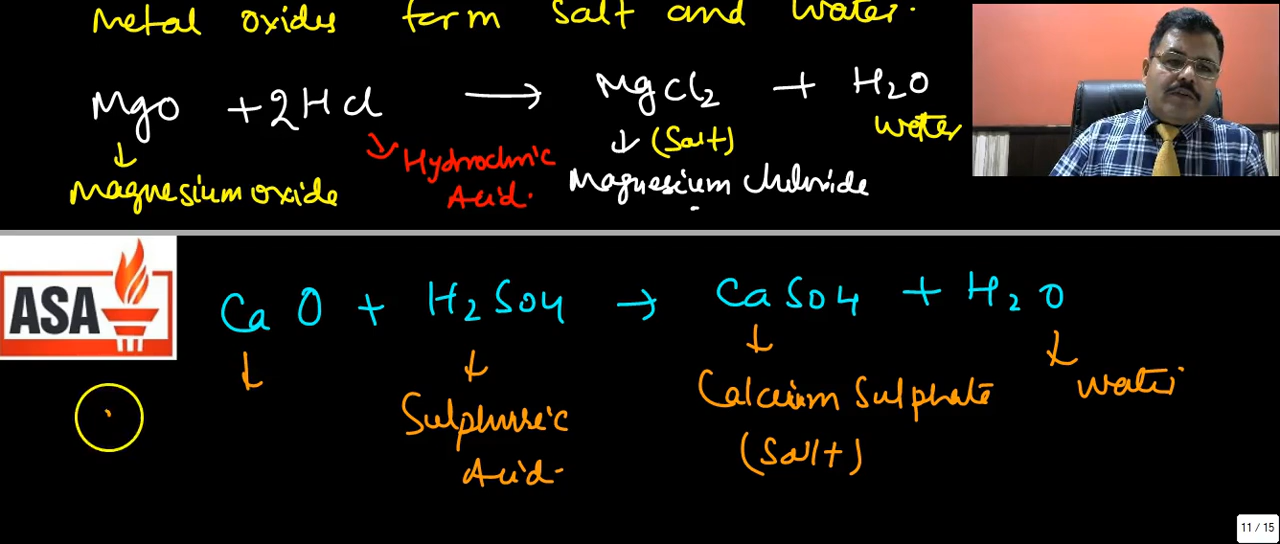 Metal oxides form Salt and Water.
MgO + 2HCl → MgCl2 + H2O
(Salt) water
Magnesium oxide Hydrochric Acid. Magnesium Chloride
ASA
CaO + H2SO4 → CaSO4 + H2O
Sulphuric Acid. Calcium Sulphate (Salt) water
11 / 15